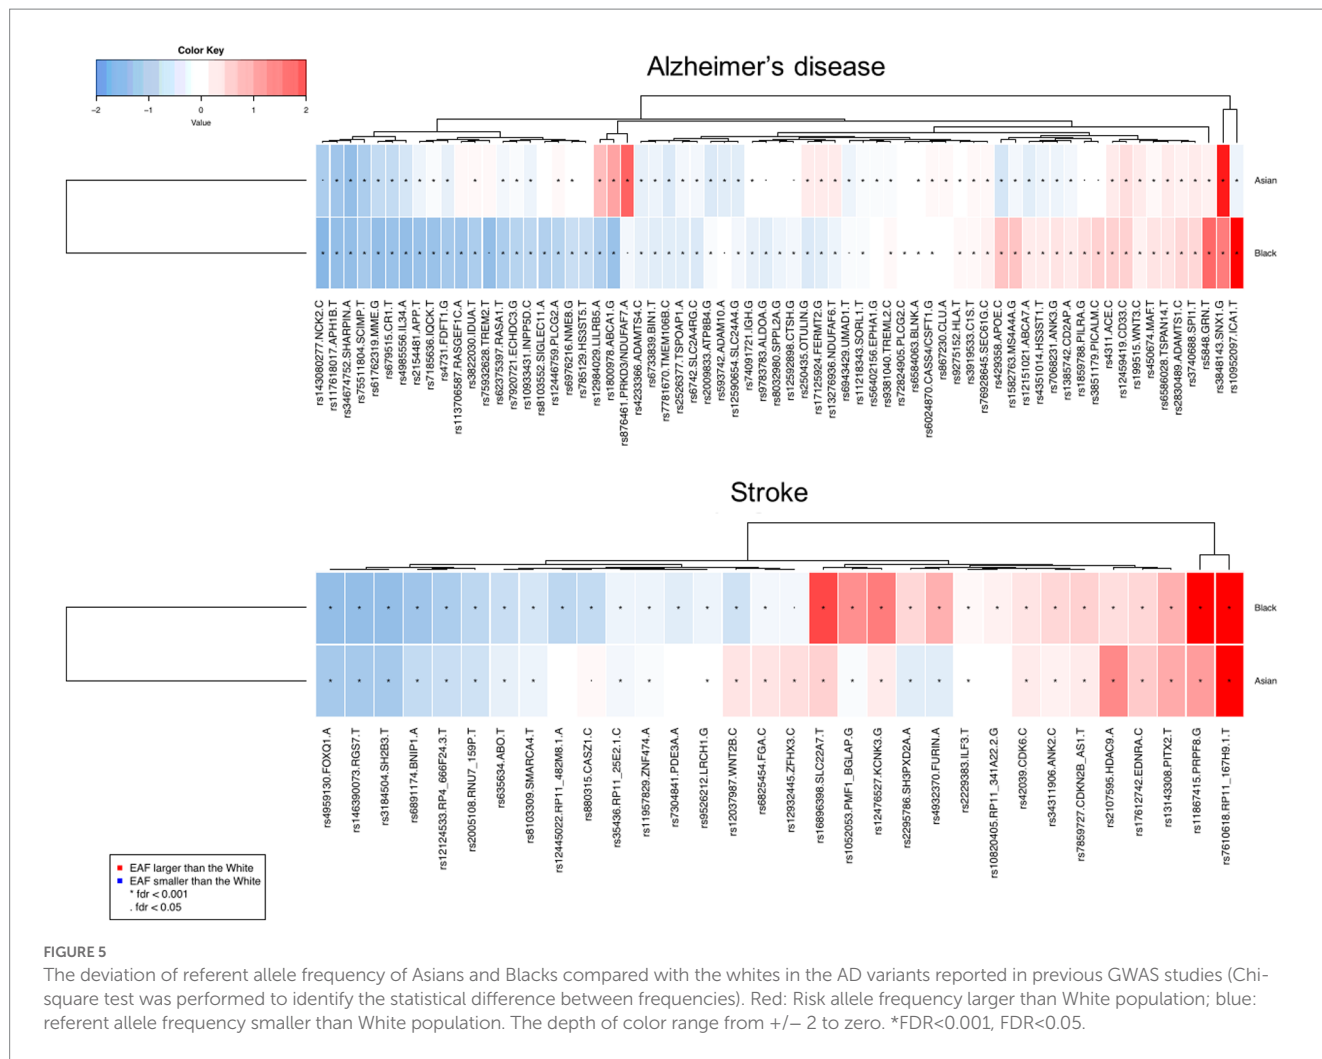 Color Key
-2 -1 0 1 2
Value
Alzheimer's disease
Asian
Black
rs143080277.NCK2.C
rs117618017.APH1B.T
rs34674752.SHARPIN.A
rs75511804.SCIMP.T
rs61762319.MME.G
rs679515.CR1.T
rs4985556.IL34.A
rs2154481.APP.T
rs7185636.IQCK.T
rs4731.FDFT1.G
rs113706587.RASGEF1C.A
rs3822030.IDUA.T
rs75932628.TREM2.T
rs62375397.RASA1.T
rs7920721.ECHDC3.G
rs10933431.INPP5D.C
rs8103552.SIGLEC11.A
rs12446759.PLCG2.A
rs6976216.NME8.G
rs785129.HS3ST5.T
rs12984029.LILRB5.A
rs1800978.ABCA1.G
rs876461.PRKD3/NDUFAF7.A
rs4233366.ADAMTS4.C
rs6733839.BIN1.T
rs7781670.TMEM106B.C
rs2526377.TSPOAP1.A
rs6742.SLC2A4RG.C
rs2009833.ATP8B4.G
rs593742.ADAM10.A
rs12590654.SLC24A4.G
rs74091721.IGH.G
rs9783783.ALDOA.G
rs8032980.SPPL2A.G
rs12592898.CTSH.G
rs250435.OTULIN.G
rs17125924.FERMT2.G
rs13276936.NDUFAF6.T
rs6943429.UMAD1.T
rs11218343.SORL1.T
rs56402156.EPHA1.G
rs9381040.TREML2.C
rs72824905.PLCG2.C
rs6584063.BLNK.A
rs6024870.CASS4/CSTF1.G
rs867230.CLU.A
rs9275152.HLA.T
rs3919533.C1S.T
rs76928645.SEC61G.C
rs429358.APOE.C
rs1582763.MS4A4A.G
rs12151021.ABCA7.A
rs4351014.HS3ST1.T
rs7068231.ANK3.G
rs1385742.CD2AP.A
rs1859788.PILRA.G
rs3851179.PICALM.C
rs4311.ACE.C
rs12459419.CD33.C
rs199515.WNT3.C
rs450674.MAF.T
rs6586028.TSPAN14.T
rs2830489.ADAMTS1.C
rs3740688.SPI1.T
rs5848.GRN.T
rs3848143.SNX1.G
rs10952097.ICA1.T
Stroke
Black
Asian
rs4959130.FOXQ1.A
rs146390073.RGS7.T
rs3184504.SH2B3.T
rs6891174.BNIP1.A
rs12124533.RP4_666F24.3.T
rs2005108.RNU7_159P.T
rs635634.ABO.T
rs8103309.SMARCA4.T
rs12445022.RP11_482M8.1.A
rs880315.CASZ1.C
rs35436.RP11_25E2.1.C
rs11957829.ZNF474.A
rs7304841.PDE3A.A
rs9526212.LRCH1.G
rs12037987.WNT2B.C
rs6825454.FGA.C
rs12932445.ZFHX3.C
rs16896398.SLC22A7.T
rs1052053.PMF1_BGLAP.G
rs12476527.KCNK3.G
rs2295786.SH3PXD2A.A
rs4932370.FURIN.A
rs2229383.ILF3.T
rs10820405.RP11_341A22.2.G
rs42039.CDK6.C
rs34311906.ANK2.C
rs7859727.CDKN2B_AS1.T
rs2107595.HDAC9.A
rs17612742.EDNRA.C
rs13143308.PITX2.T
rs11867415.PRPF8.G
rs7610618.RP11_167H9.1.T
EAF larger than the White
EAF smaller than the White
* fdr < 0.001
. fdr < 0.05
FIGURE 5
The deviation of referent allele frequency of Asians and Blacks compared with the whites in the AD variants reported in previous GWAS studies (Chi-
square test was performed to identify the statistical difference between frequencies). Red: Risk allele frequency larger than White population; blue:
referent allele frequency smaller than White population. The depth of color range from +/– 2 to zero. *FDR<0.001, FDR<0.05.